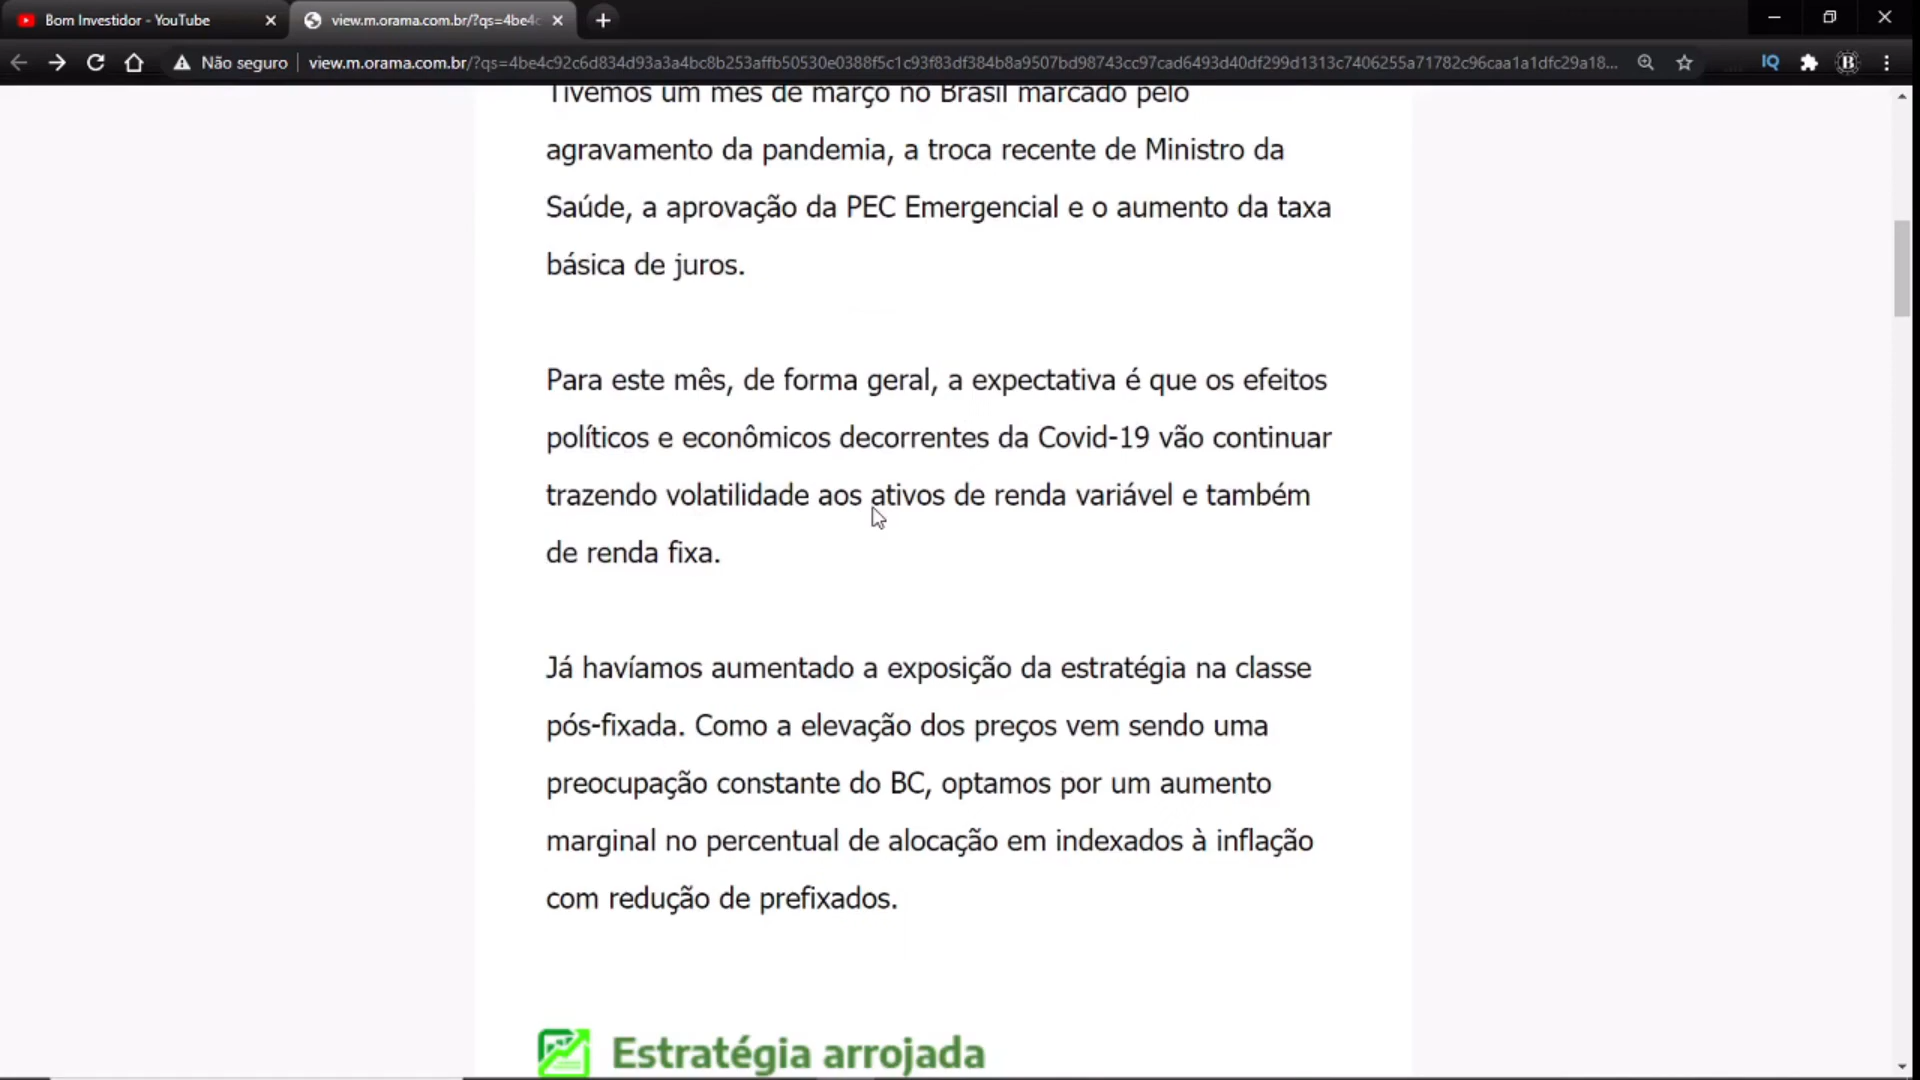 Bom Investidor - YouTube
view.m.orama.com.br/?qs=4be4c
Não seguro
view.m.orama.com.br/?qs=4be4c92c6d834d93a3a4bc8b253affb50530e0388f5c1c93f83df384b8a9507bd98743cc97cad6493d40df299d1313c7406255a71782c96caa1a1dfc29a18...
IQ
B
Tivemos um mês de março no Brasil marcado pelo
agravamento da pandemia, a troca recente de Ministro da
Saúde, a aprovação da PEC Emergencial e o aumento da taxa
básica de juros.
Para este mês, de forma geral, a expectativa é que os efeitos
políticos e econômicos decorrentes da Covid-19 vão continuar
trazendo volatilidade aos ativos de renda variável e também
de renda fixa.
Já havíamos aumentado a exposição da estratégia na classe
pós-fixada. Como a elevação dos preços vem sendo uma
preocupação constante do BC, optamos por um aumento
marginal no percentual de alocação em indexados à inflação
com redução de prefixados.
Estratégia arrojada